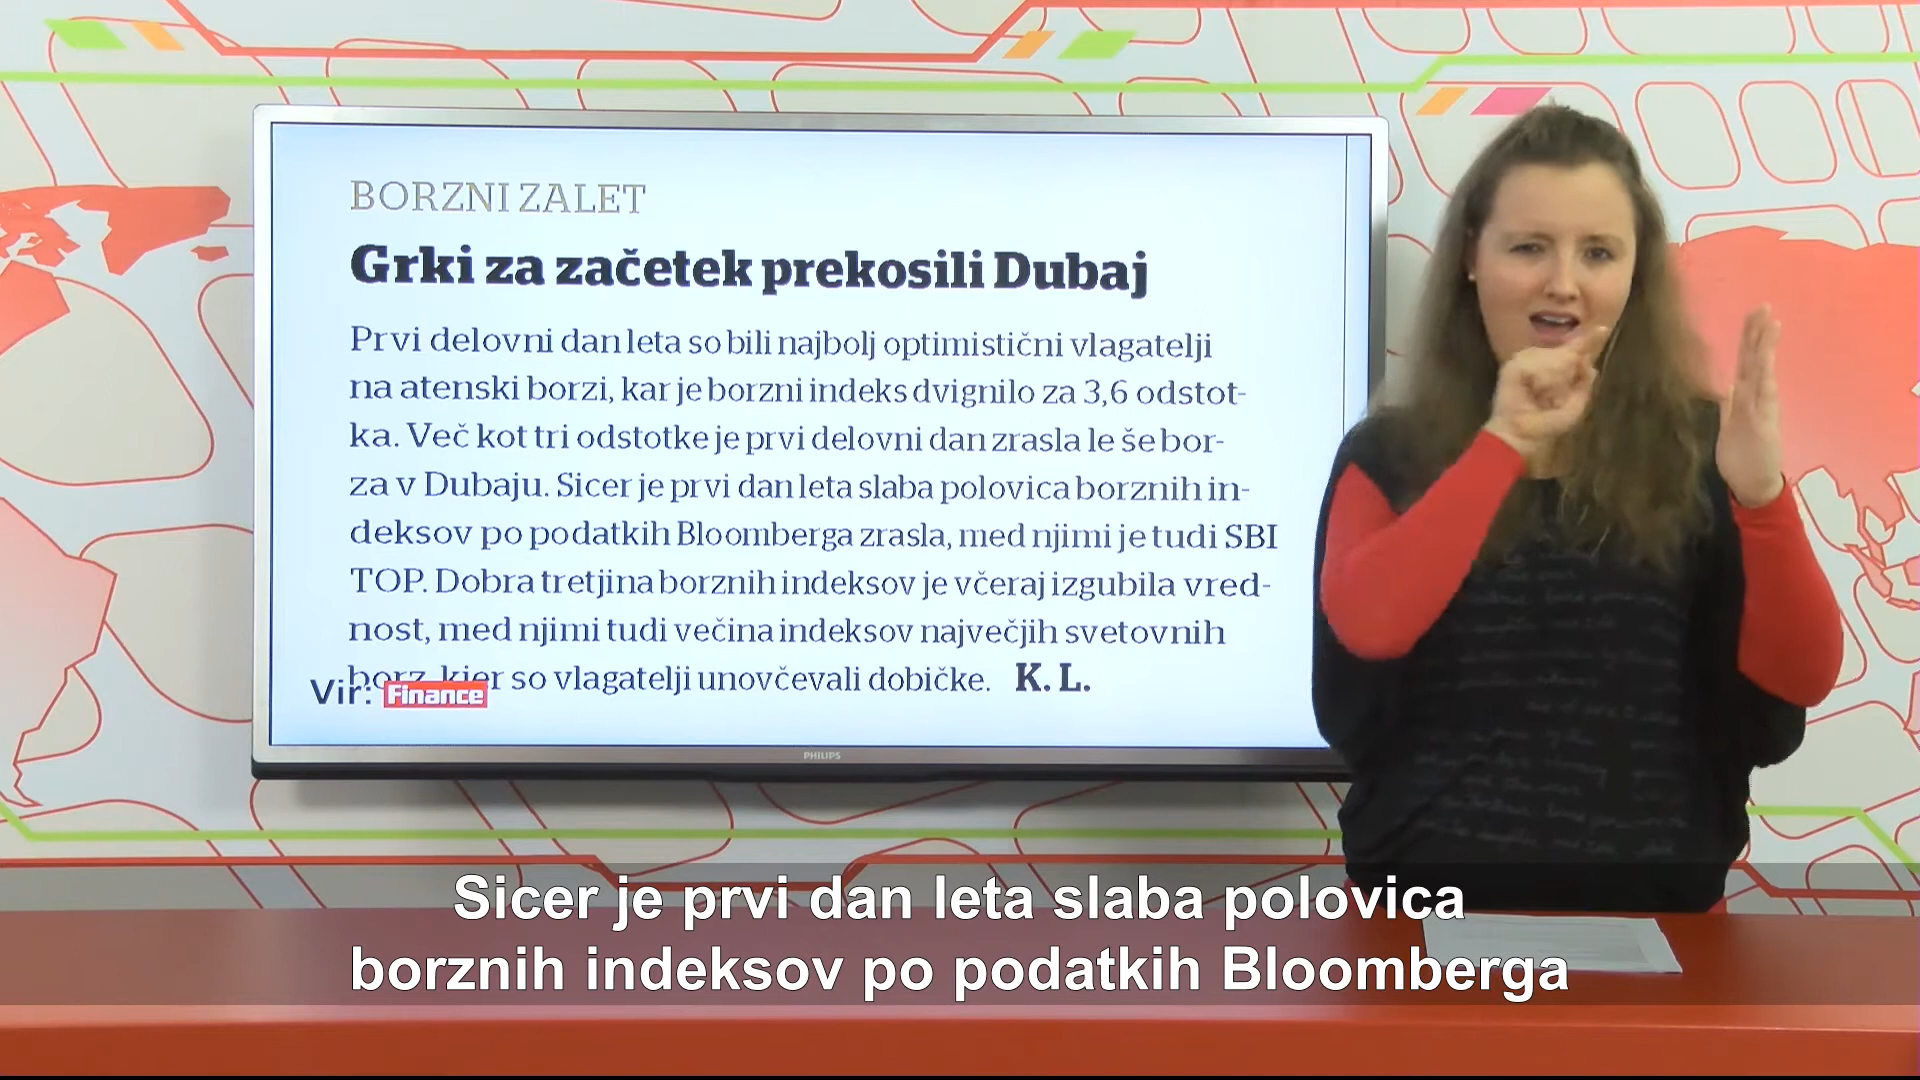 BORZNI ZALET
Grki za začetek prekosili Dubaj
Prvi delovni dan leta so bili najbolj optimistični vlagatelji
na atenski borzi, kar je borzni indeks dvignilo za 3,6 odstot-
ka. Več kot tri odstotke je prvi delovni dan zrasla le še bor-
za v Dubaju. Sicer je prvi dan leta slaba polovica borznih in-
deksov po podatkih Bloomberga zrasla, med njimi je tudi SBI
TOP. Dobra tretjina borznih indeksov je včeraj izgubila vred-
nost, med njimi tudi večina indeksov največjih svetovnih
borz, kjer so vlagatelji unovčevali dobičke. K. L.
Vir: Finance
PHILIPS
Sicer je prvi dan leta slaba polovica
borznih indeksov po podatkih Bloomberga